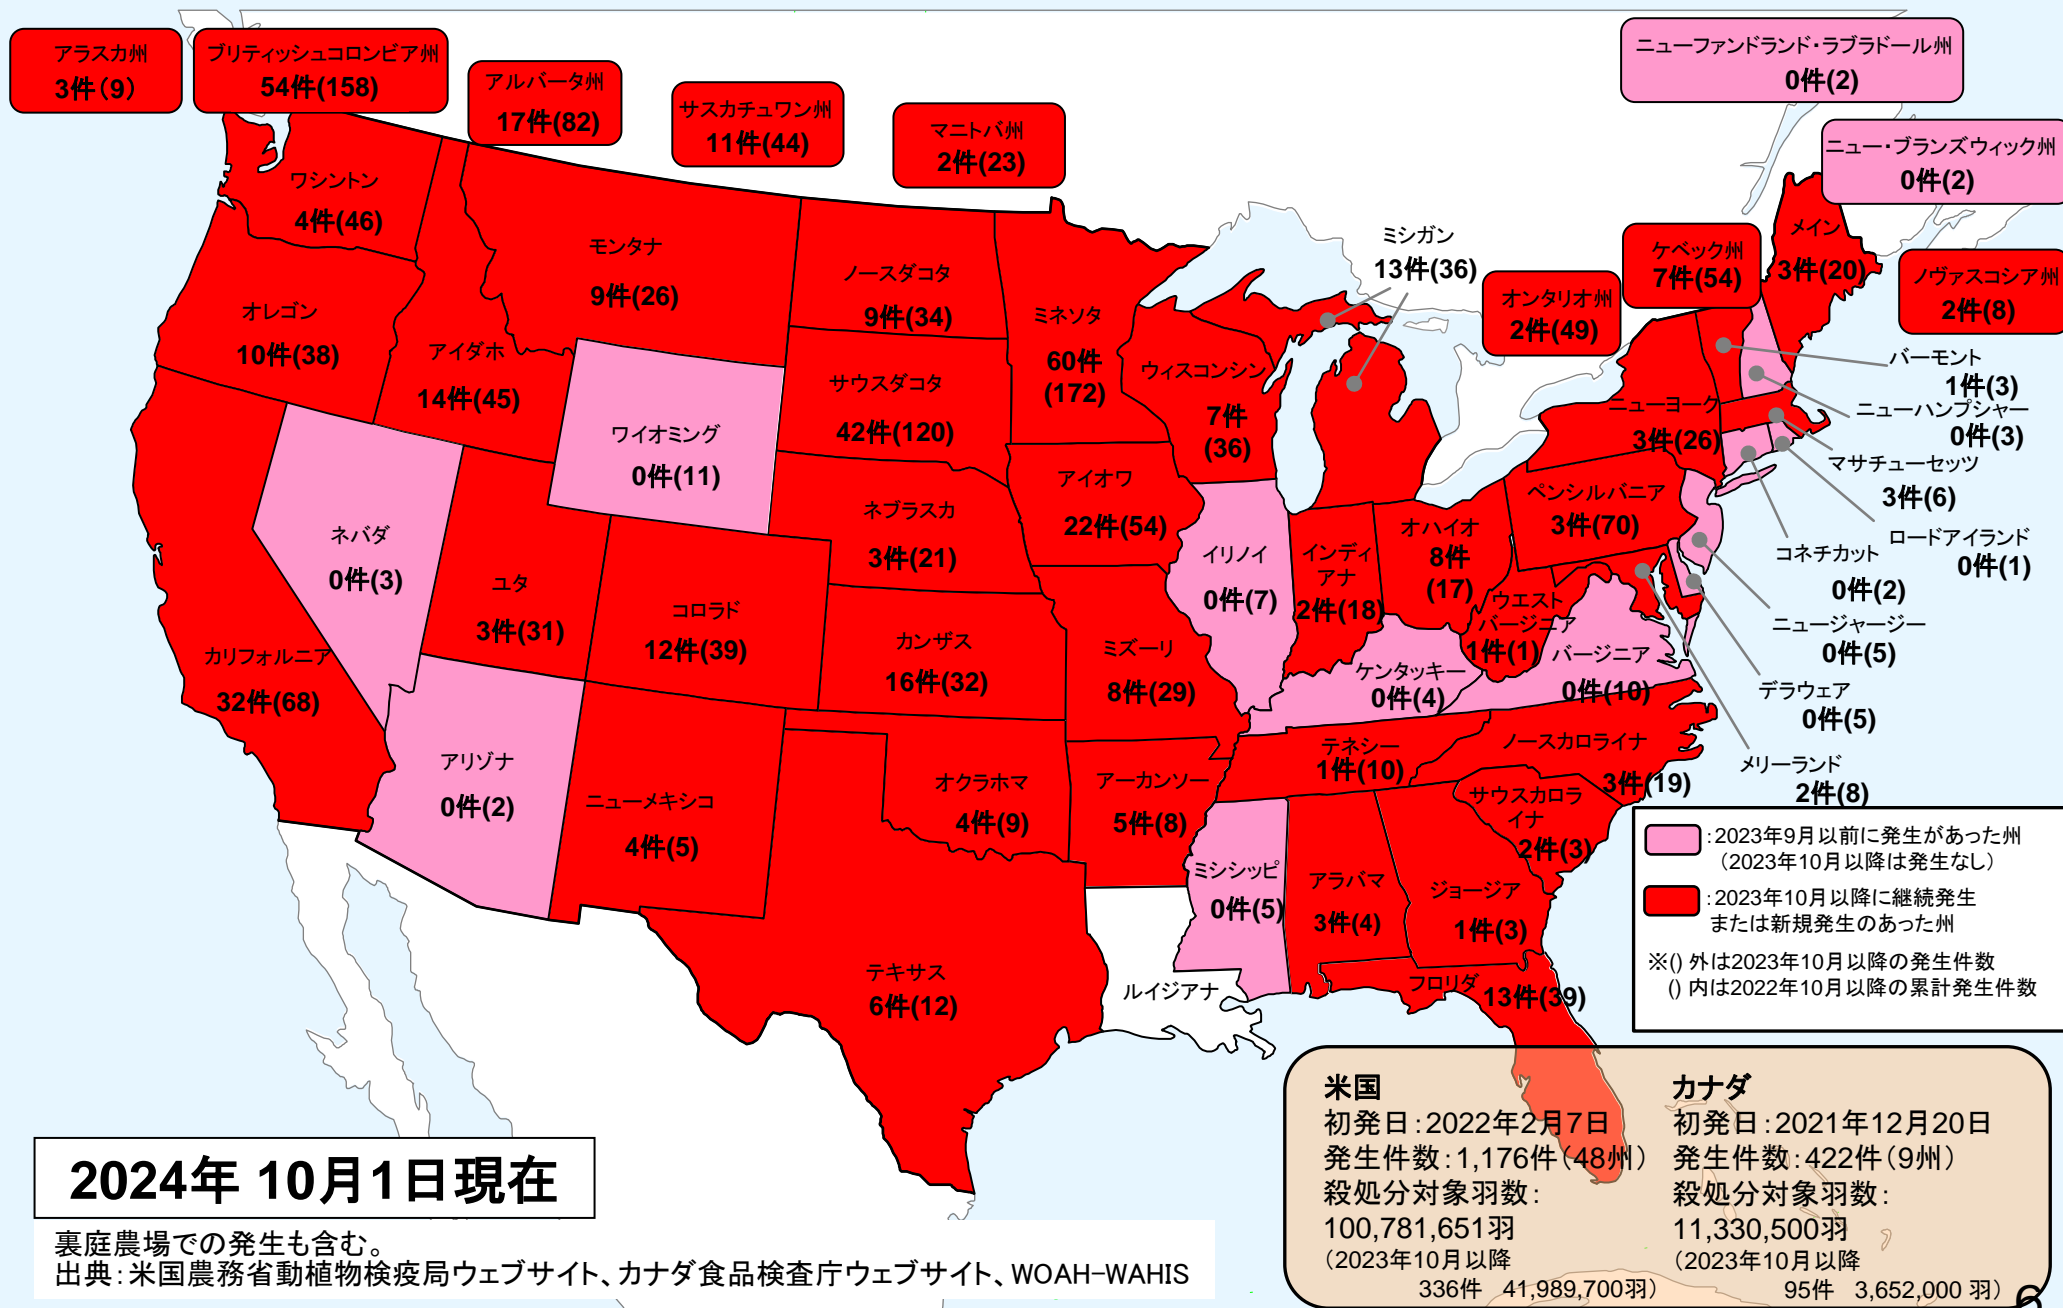 アラスカ州
3件(9)
ブリティッシュコロンビア州
54件(158)
アルバータ州
17件(82)
サスカチュワン州
11件(44)
マニトバ州
2件(23)
ニューファンドランド・ラブラドール州
0件(2)
ニュー・ブランズウィック州
0件(2)
ケベック州
7件(54)
オンタリオ州
2件(49)
ノヴァスコシア州
2件(8)
ワシントン
4件(46)
モンタナ
9件(26)
ノースダコタ
9件(34)
ミネソタ
60件
(172)
ミシガン
13件(36)
メイン
3件(20)
オレゴン
10件(38)
アイダホ
14件(45)
ワイオミング
0件(11)
サウスダコタ
42件(120)
ウィスコンシン
7件
(36)
ニューヨーク
3件(26)
バーモント
1件(3)
ニューハンプシャー
0件(3)
マサチューセッツ
3件(6)
ロードアイランド
0件(1)
コネチカット
0件(2)
ニュージャージー
0件(5)
デラウェア
0件(5)
メリーランド
2件(8)
ネバダ
0件(3)
ユタ
3件(31)
コロラド
12件(39)
ネブラスカ
3件(21)
アイオワ
22件(54)
イリノイ
0件(7)
インディ
アナ
2件(18)
オハイオ
8件
(17)
ペンシルバニア
3件(70)
ウエスト
バージニア
1件(1)
バージニア
0件(10)
カリフォルニア
32件(68)
カンザス
16件(32)
ミズーリ
8件(29)
ケンタッキー
0件(4)
アリゾナ
0件(2)
ニューメキシコ
4件(5)
オクラホマ
4件(9)
アーカンソー
5件(8)
テネシー
1件(10)
ノースカロライナ
3件(19)
サウスカロラ
イナ
2件(3)
テキサス
6件(12)
ルイジアナ
ミシシッピ
0件(5)
アラバマ
3件(4)
ジョージア
1件(3)
フロリダ
13件(39)
:2023年9月以前に発生があった州
(2023年10月以降は発生なし)
:2023年10月以降に継続発生
または新規発生のあった州
※() 外は2023年10月以降の発生件数
() 内は2022年10月以降の累計発生件数
米国
初発日:2022年2月7日
発生件数:1,176件(48州)
殺処分対象羽数:
100,781,651羽
(2023年10月以降
336件 41,989,700羽)
カナダ
初発日:2021年12月20日
発生件数:422件(9州)
殺処分対象羽数:
11,330,500羽
(2023年10月以降
95件 3,652,000 羽)
2024年 10月1日現在
裏庭農場での発生も含む。
出典:米国農務省動植物検疫局ウェブサイト、カナダ食品検査庁ウェブサイト、WOAH-WAHIS
6